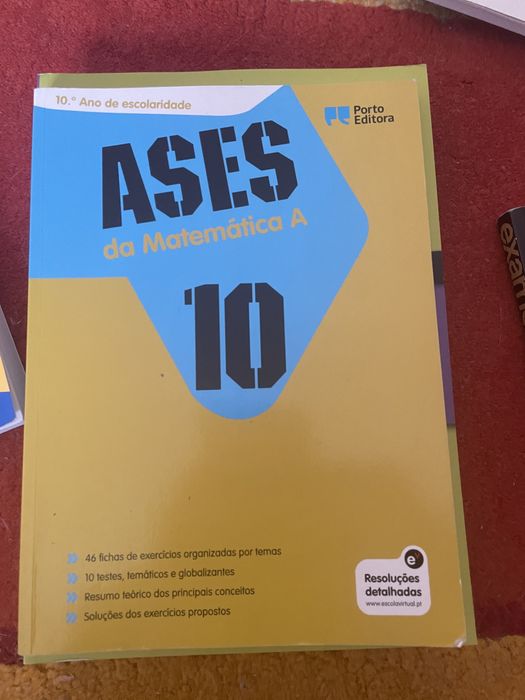 10.º Ano de escolaridade
Porto
Editora
ASES
da Matemática A
10
46 fichas de exercícios organizadas por temas
10 testes, temáticos e globalizantes
Resumo teórico dos principais conceitos
Soluções dos exercícios propostos
e
Resoluções
detalhadas
www.escolavirtual.pt
exam